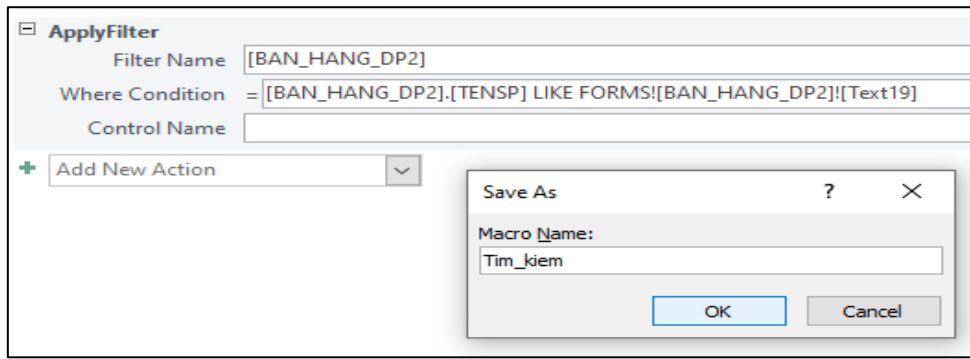 ApplyFilter
Filter Name [BAN_HANG_DP2]
Where Condition = [BAN_HANG_DP2].[TENSP] LIKE FORMS![BAN_HANG_DP2]![Text19]
Control Name
Add New Action
Save As ?
Macro Name:
Tim_kiem
OK Cancel